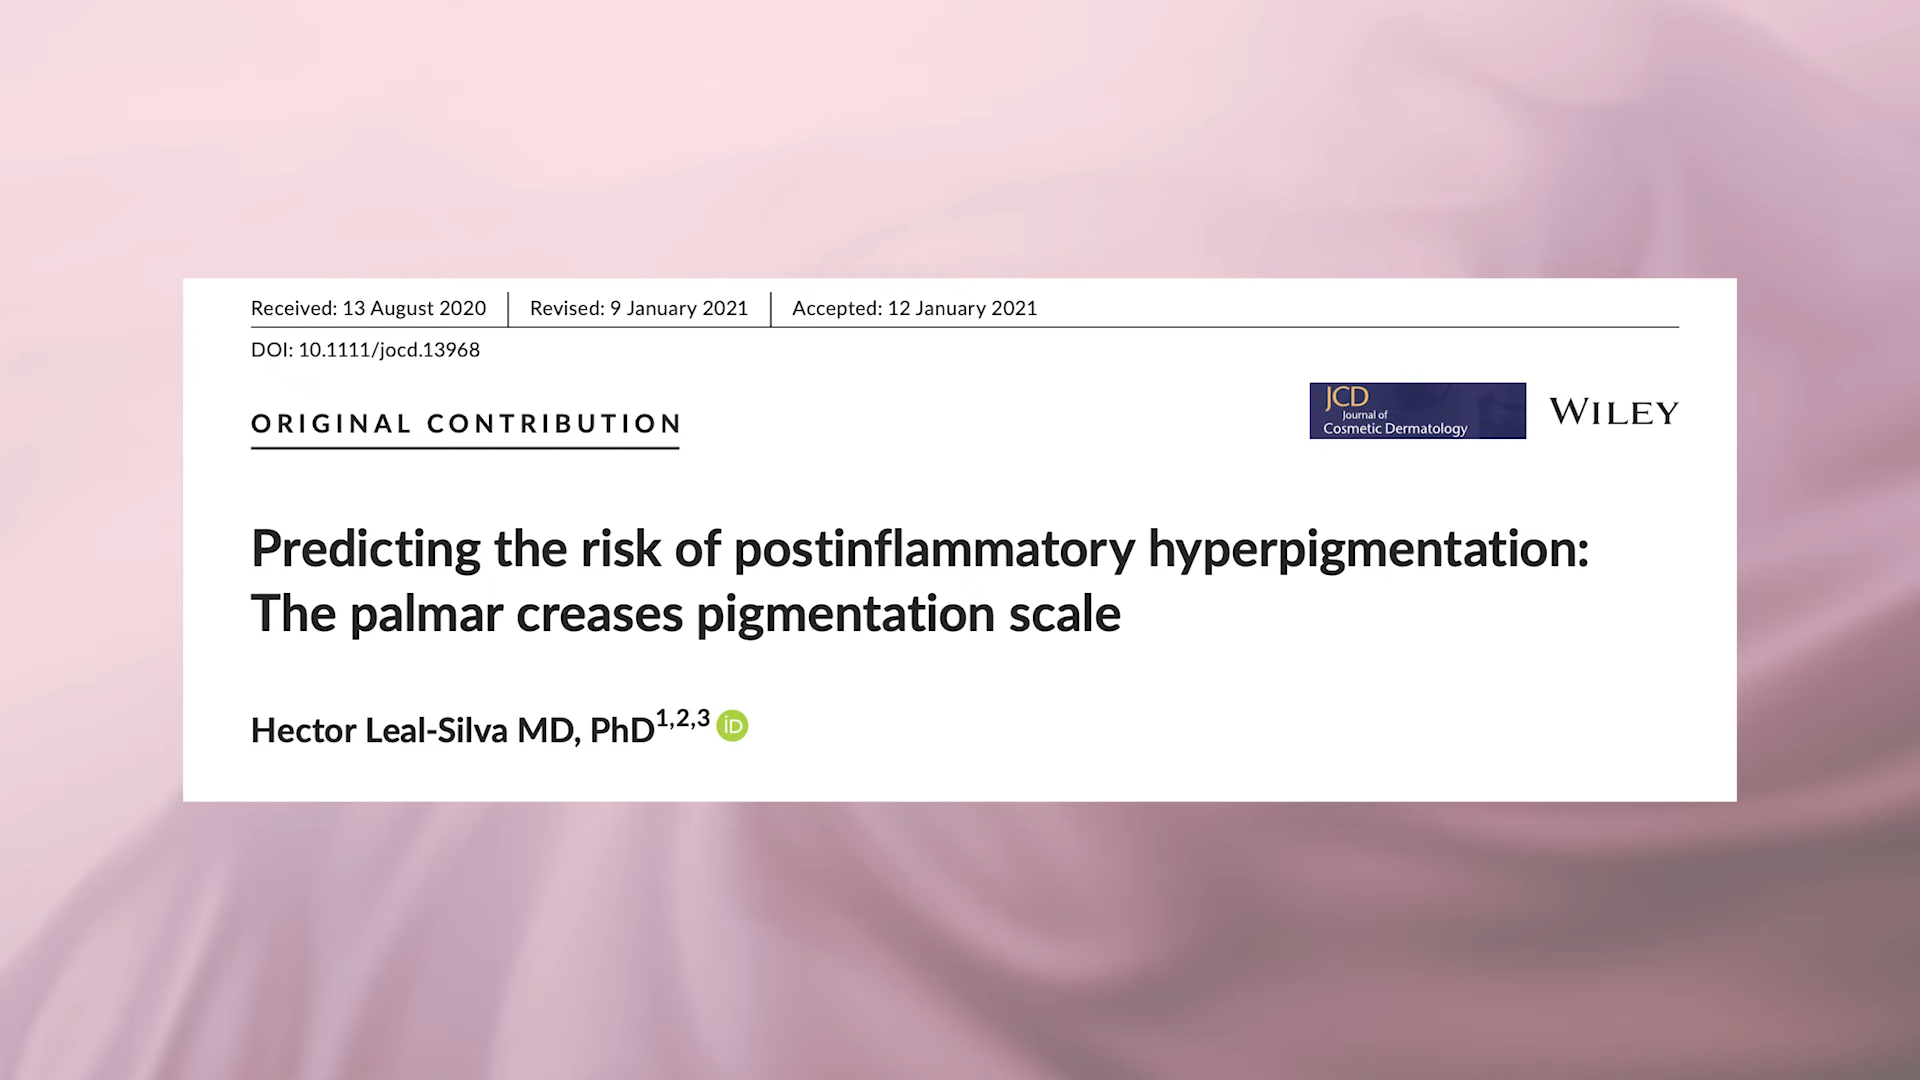 Received: 13 August 2020 | Revised: 9 January 2021 | Accepted: 12 January 2021
DOI: 10.1111/jocd.13968
ORIGINAL CONTRIBUTION
JCD
Journal of
Cosmetic Dermatology
WILEY
Predicting the risk of postinflammatory hyperpigmentation:
The palmar creases pigmentation scale
Hector Leal-Silva MD, PhD1,2,3 iD